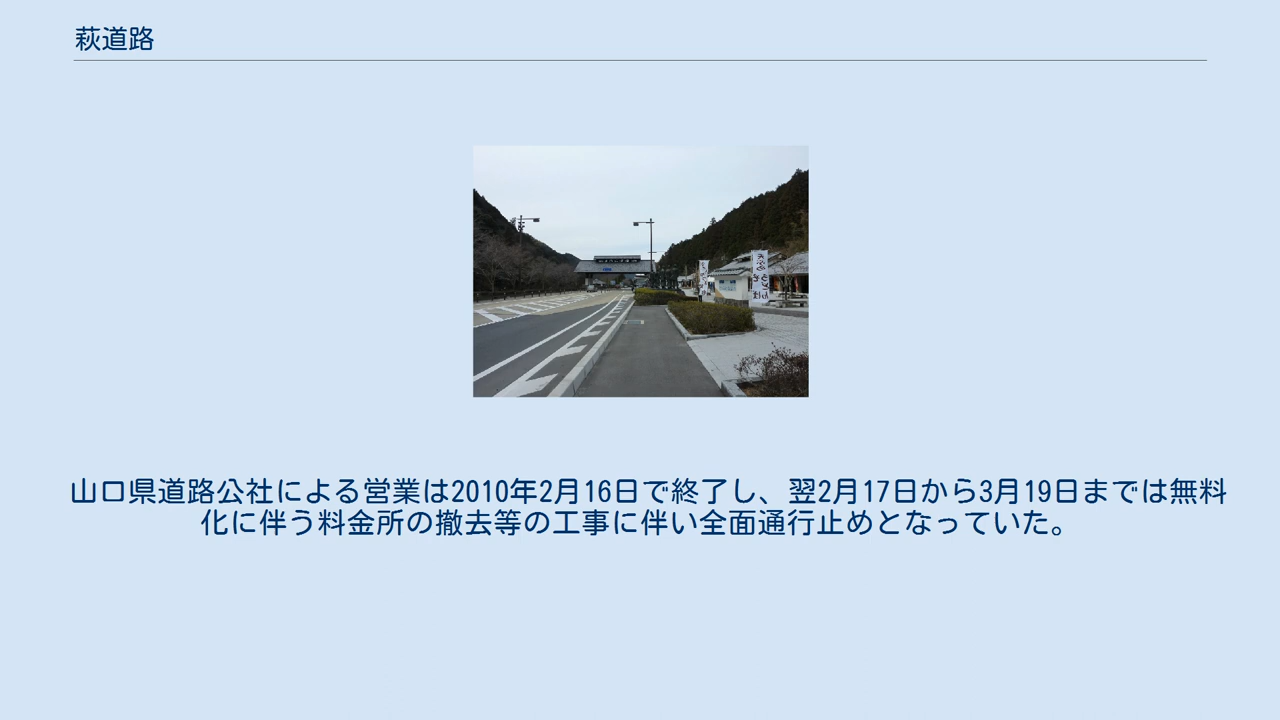 萩道路
山口県道路公社による営業は2010年2月16日で終了し、翌2月17日から3月19日までは無料
化に伴う料金所の撤去等の工事に伴い全面通行止めとなっていた。